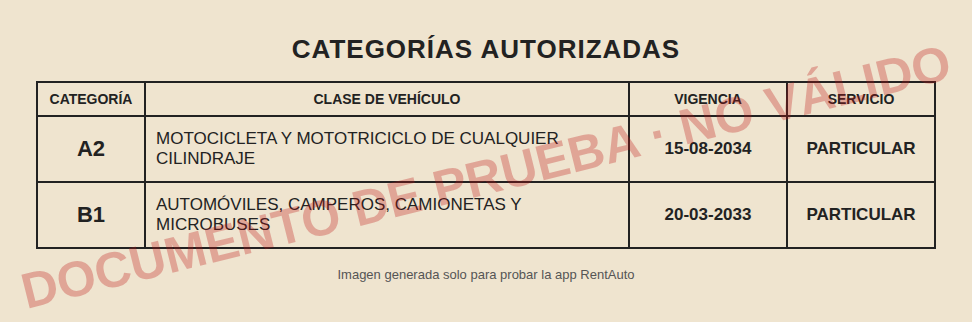 CATEGORÍAS AUTORIZADAS
CATEGORÍA CLASE DE VEHÍCULO VIGENCIA SERVICIO
A2 MOTOCICLETA Y MOTOTRICICLO DE CUALQUIER CILINDRAJE 15-08-2034 PARTICULAR
B1 AUTOMÓVILES, CAMPEROS, CAMIONETAS Y MICROBUSES 20-03-2033 PARTICULAR
Imagen generada solo para probar la app RentAuto
DOCUMENTO DE PRUEBA · NO VÁLIDO